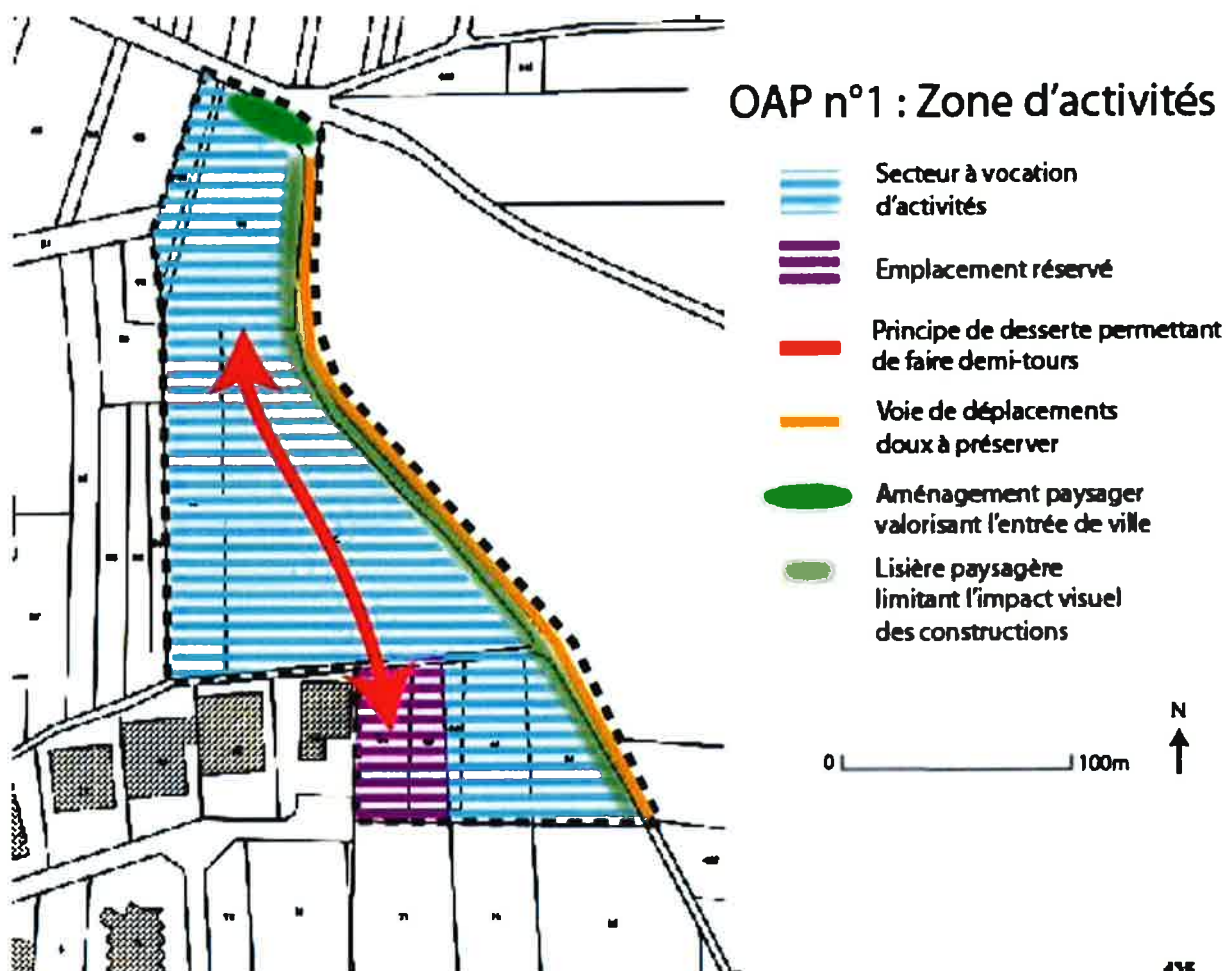 OAP n°1 : Zone d'activités
Secteur à vocation
d'activités
Emplacement réservé
Principe de desserte permettant
de faire demi-tours
Voie de déplacements
doux à préserver
Aménagement paysager
valorisant l'entrée de ville
Lisière paysagère
limitant l'impact visuel
des constructions
N
0
100m